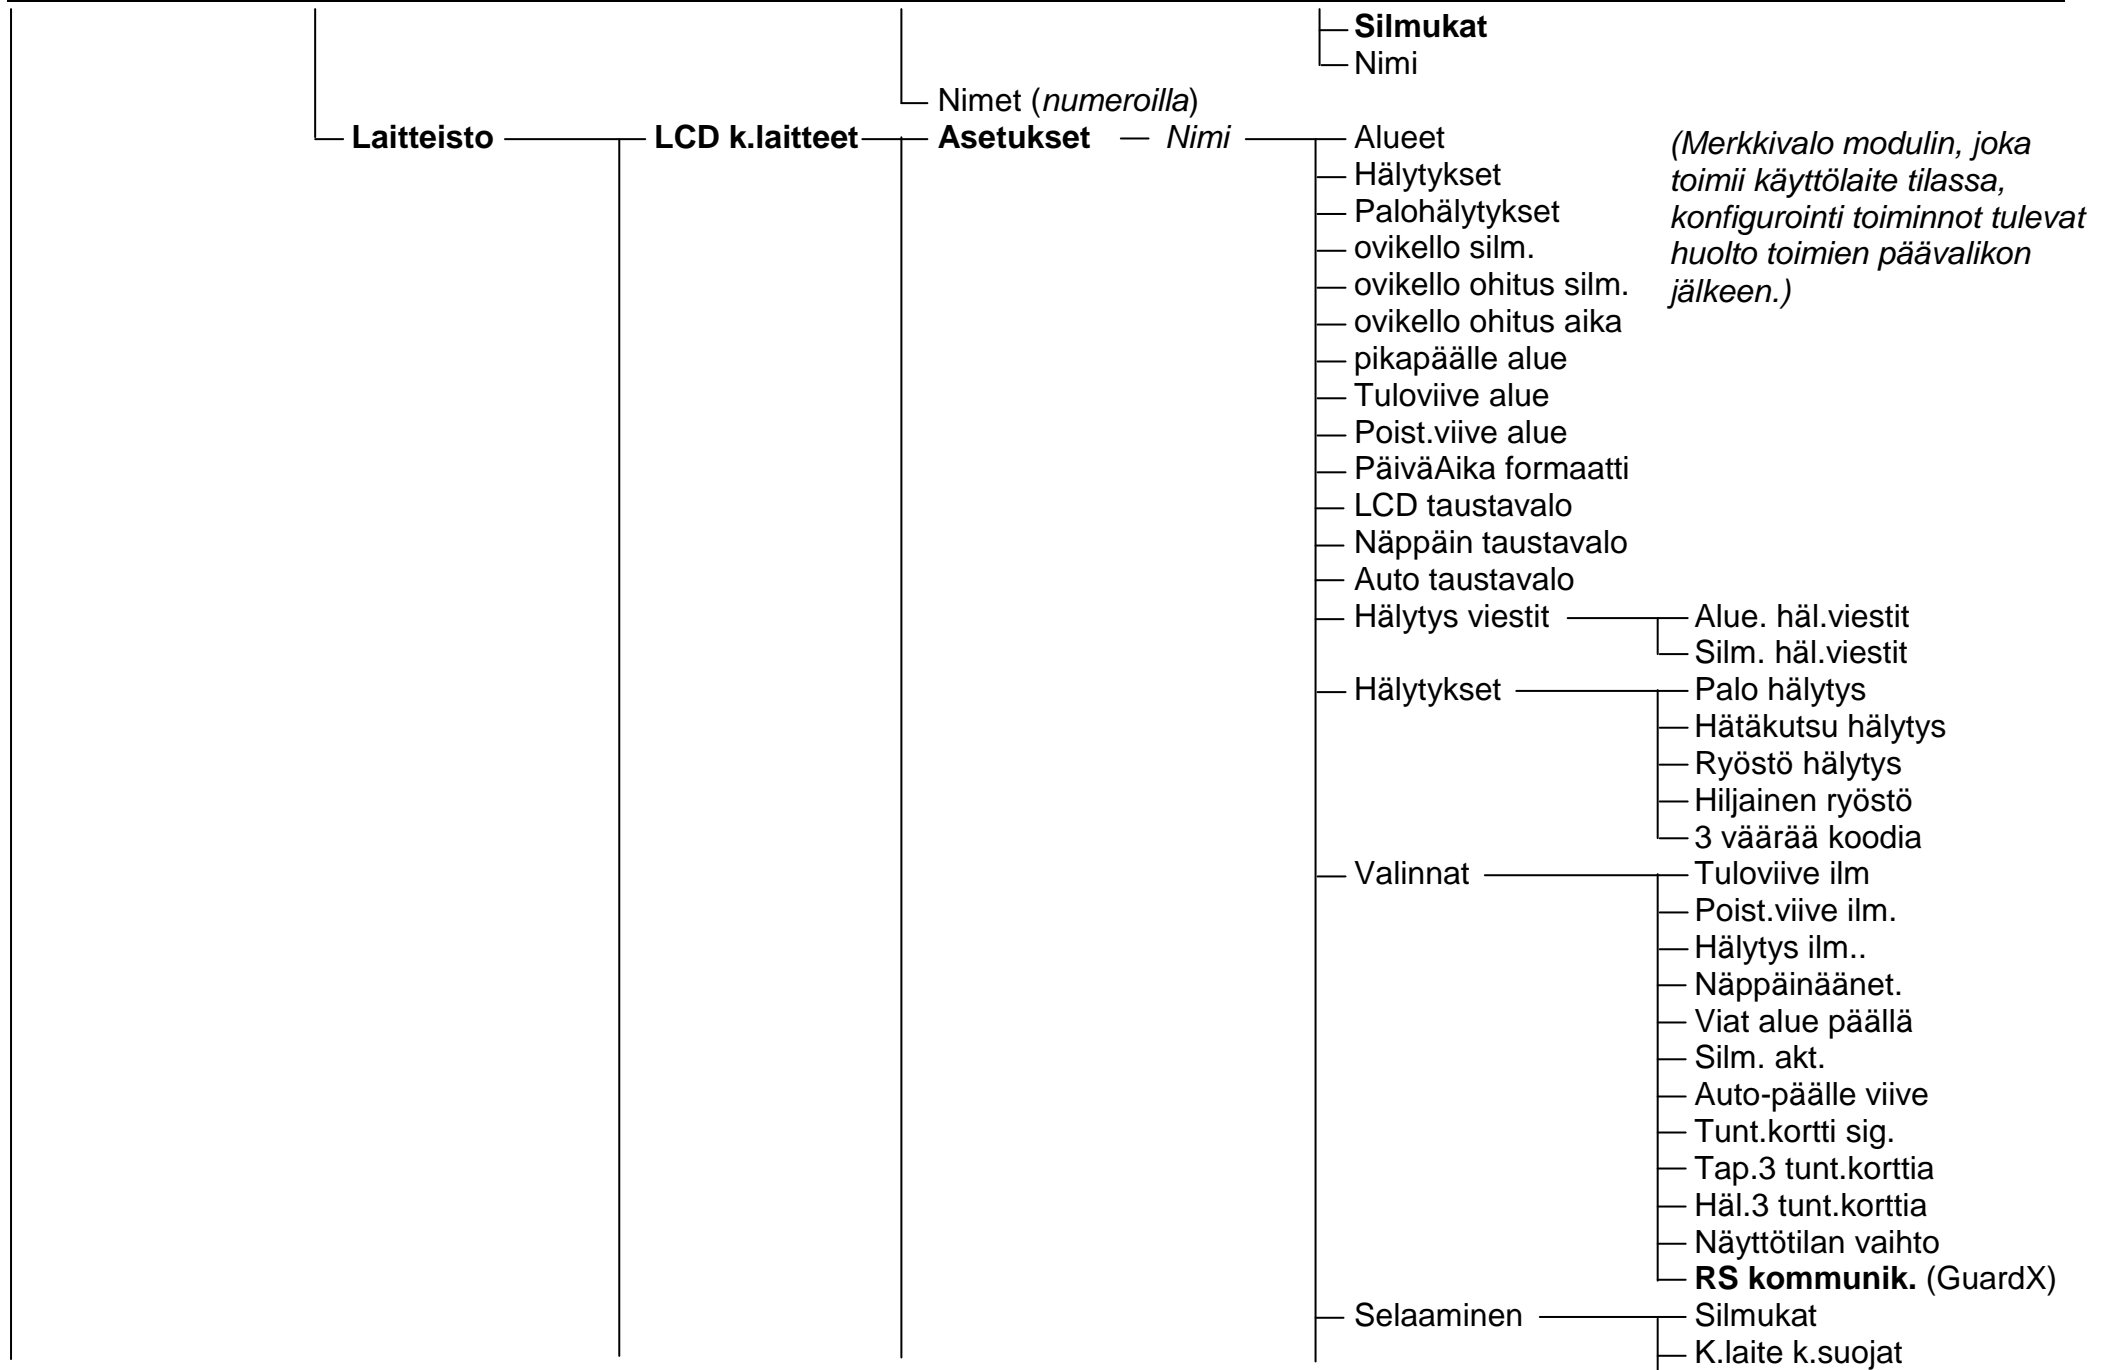 Silmukat
Nimi
Nimet (numeroilla)
Laitteisto LCD k.laitteet Asetukset Nimi Alueet
(Merkkivalo modulin, joka
toimii käyttölaite tilassa,
konfigurointi toiminnot tulevat
huolto toimien päävalikon
jälkeen.)
Hälytykset
Palohälytykset
ovikello silm.
ovikello ohitus silm.
ovikello ohitus aika
pikapäälle alue
Tuloviive alue
Poist.viive alue
PäiväAika formaatti
LCD taustavalo
Näppäin taustavalo
Auto taustavalo
Hälytys viestit Alue. häl.viestit
Silm. häl.viestit
Hälytykset Palo hälytys
Hätäkutsu hälytys
Ryöstö hälytys
Hiljainen ryöstö
3 väärää koodia
Valinnat Tuloviive ilm
Poist.viive ilm.
Hälytys ilm..
Näppäinäänet.
Viat alue päällä
Silm. akt.
Auto-päälle viive
Tunt.kortti sig.
Tap.3 tunt.korttia
Häl.3 tunt.korttia
Näyttötilan vaihto
RS kommunik. (GuardX)
Selaaminen Silmukat
K.laite k.suojat